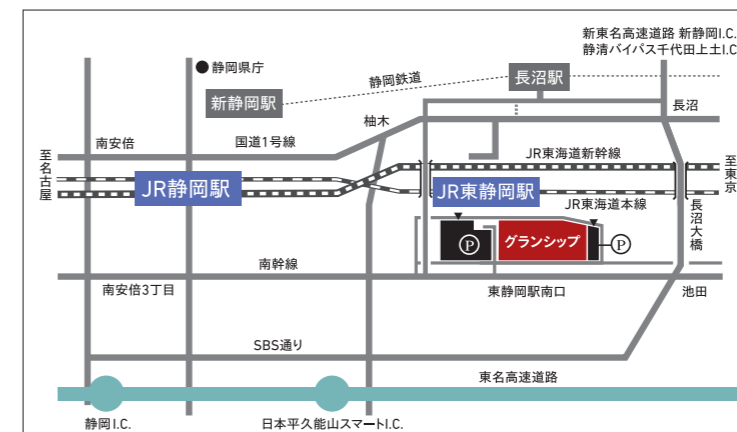 新東名高速道路 新静岡I.C.
静清バイパス千代田上土I.C
静岡県庁
静岡鉄道
長沼駅
新静岡駅
長沼
柚木
南安倍
国道1号線
至名古屋
JR東海道新幹線
至東京
JR静岡駅
JR東静岡駅
JR東海道本線
長沼大橋
P
グランシップ
P
南幹線
南安倍3丁目
東静岡駅南口
池田
SBS通り
東名高速道路
静岡I.C.
日本平久能山スマートI.C.